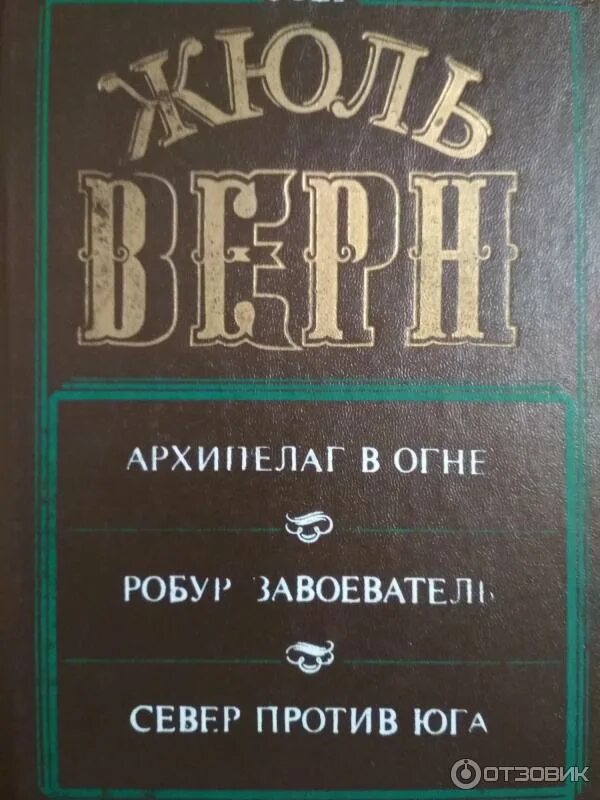 ЖЮЛЬ
ВЕРН
АРХИПЕЛАГ В ОГНЕ
РОБУР ЗАВОЕВАТЕЛЬ
СЕВЕР ПРОТИВ ЮГА
ОТЗОВИК